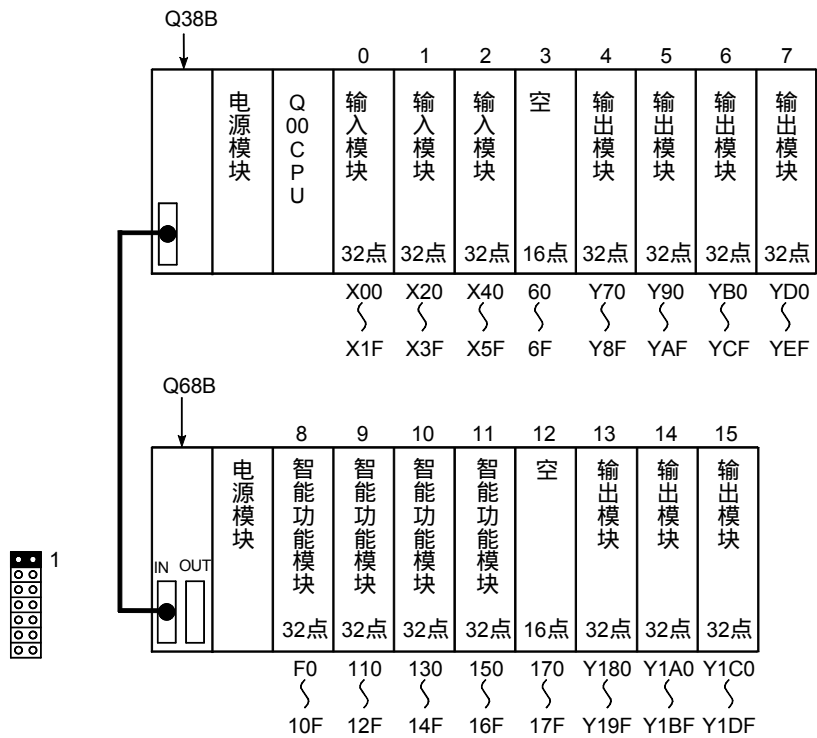 Q38B
0 1 2 3 4 5 6 7
电源模块
Q00CPU
输入模块
输入模块
输入模块
空
输出模块
输出模块
输出模块
输出模块
32点 32点 32点 16点 32点 32点 32点 32点
X00 X20 X40 60 Y70 Y90 YB0 YD0
X1F X3F X5F 6F Y8F YAF YCF YEF
Q68B
8 9 10 11 12 13 14 15
IN OUT
电源模块
智能功能模块
智能功能模块
智能功能模块
智能功能模块
空
输出模块
输出模块
输出模块
1
32点 32点 32点 32点 16点 32点 32点 32点
F0 110 130 150 170 Y180 Y1A0 Y1C0
10F 12F 14F 16F 17F Y19F Y1BF Y1DF